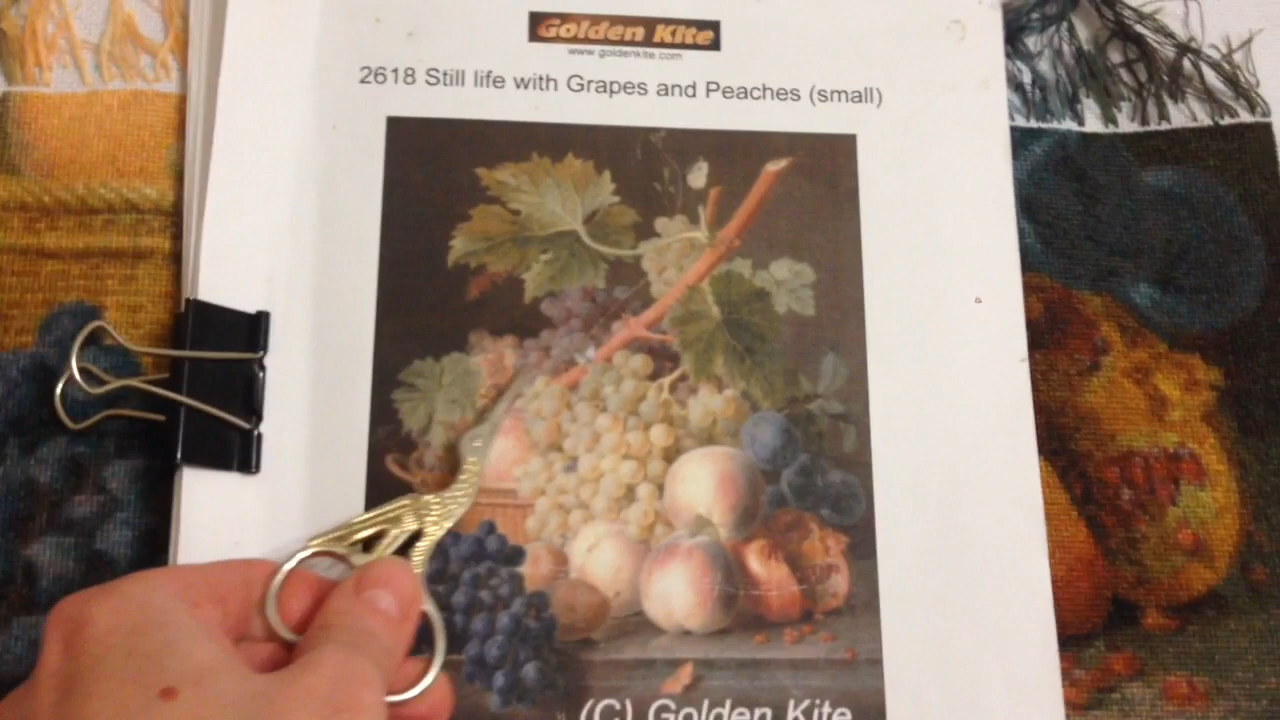 Golden Kite
www.goldenkite.com
2618 Still life with Grapes and Peaches (small)
(C) Golden Kite